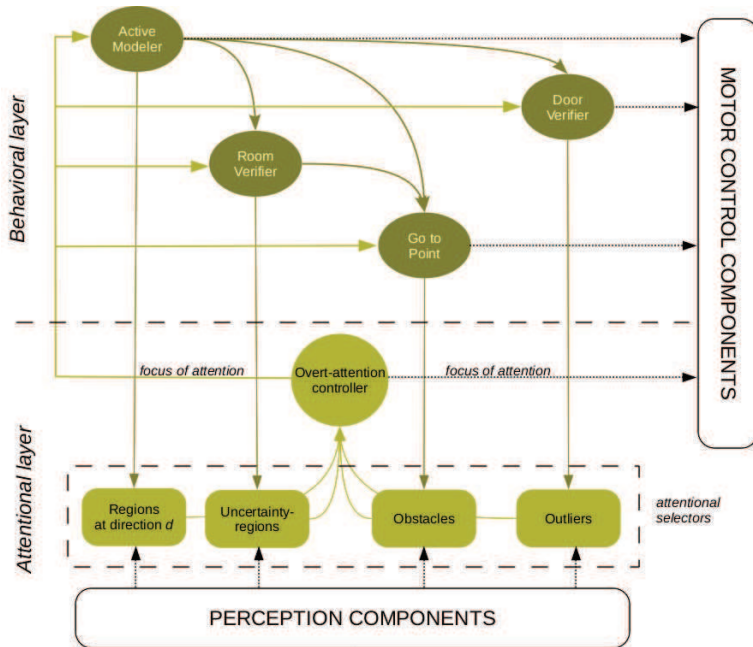 Active
Modeler
Door
Verifier
Room
Verifier
Go to
Point
Behavioral layer
MOTOR CONTROL COMPONENTS
focus of attention
Overt-attention
controller
focus of attention
Attentional layer
Regions
at direction d
Uncertainty-
regions
Obstacles
Outliers
attentional
selectors
PERCEPTION COMPONENTS